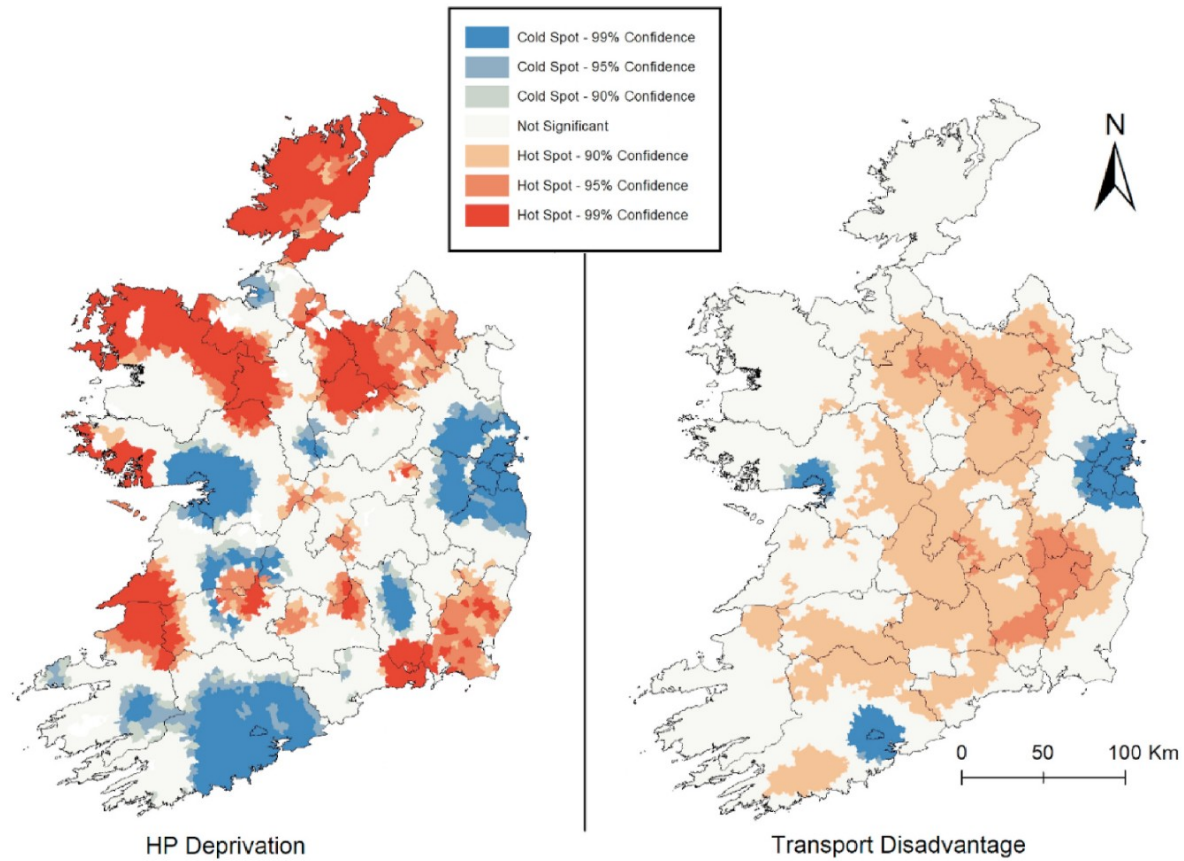 Cold Spot - 99% Confidence
Cold Spot - 95% Confidence
Cold Spot - 90% Confidence
Not Significant
Hot Spot - 90% Confidence
Hot Spot - 95% Confidence
Hot Spot - 99% Confidence
N
0 50 100 Km
HP Deprivation
Transport Disadvantage